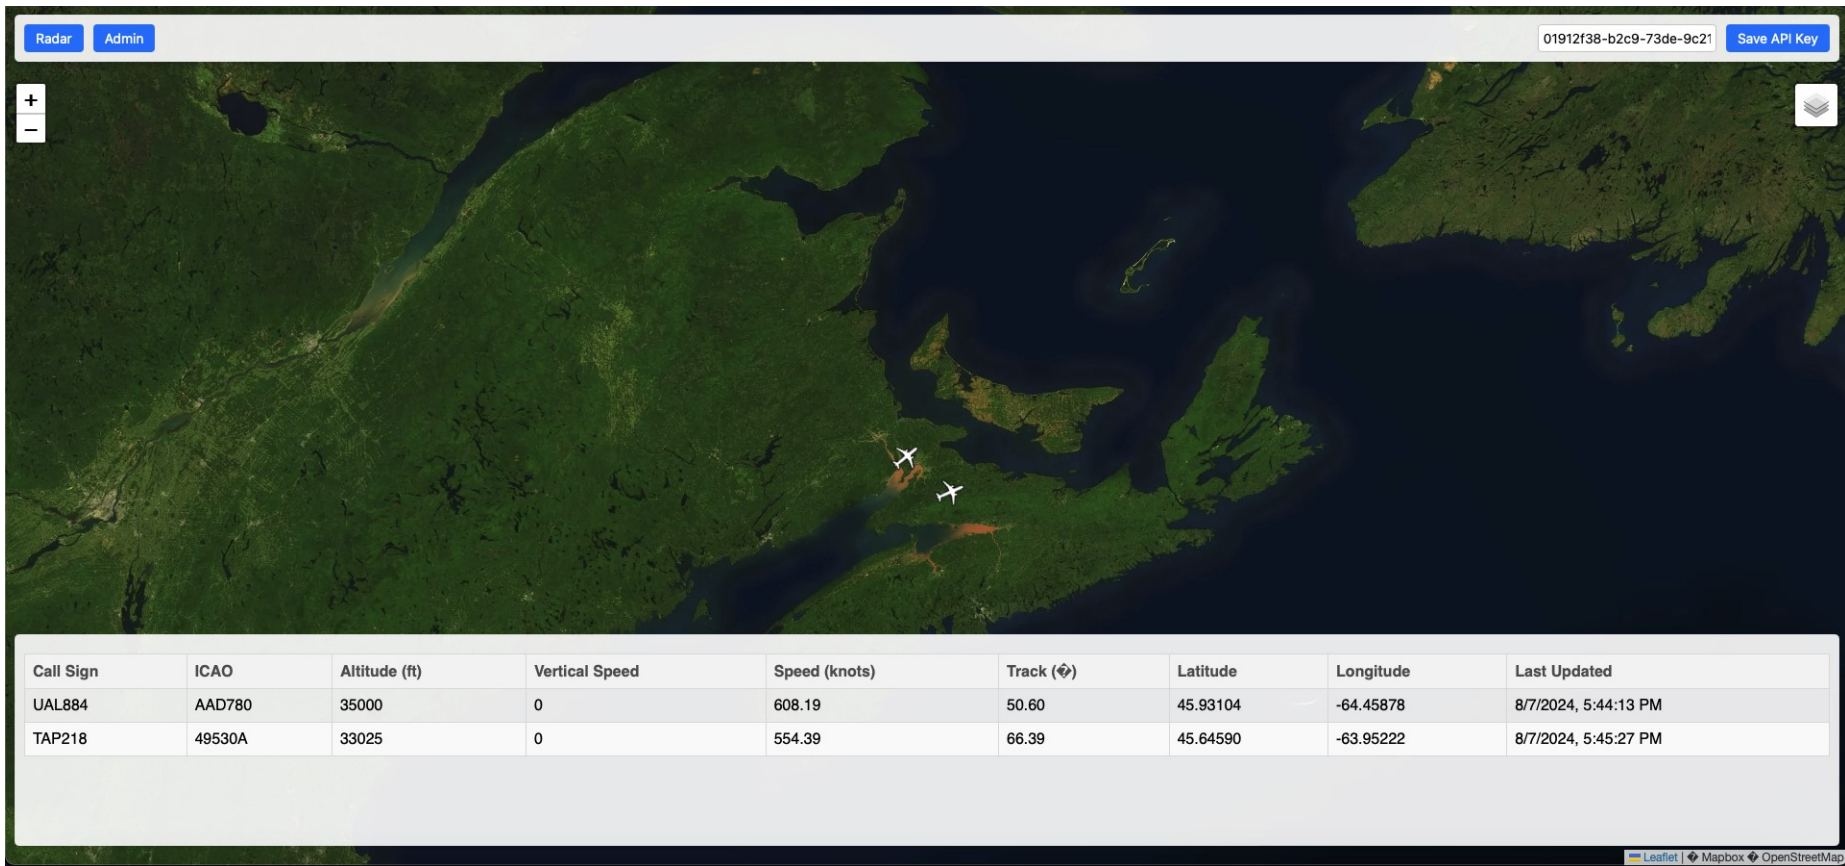 Radar Admin 01912f38-b2c9-73de-9c21 Save API Key
+
−
Call Sign ICAO Altitude (ft) Vertical Speed Speed (knots) Track (�) Latitude Longitude Last Updated
UAL884 AAD780 35000 0 608.19 50.60 45.93104 -64.45878 8/7/2024, 5:44:13 PM
TAP218 49530A 33025 0 554.39 66.39 45.64590 -63.95222 8/7/2024, 5:45:27 PM
Leaflet | � Mapbox � OpenStreetMap